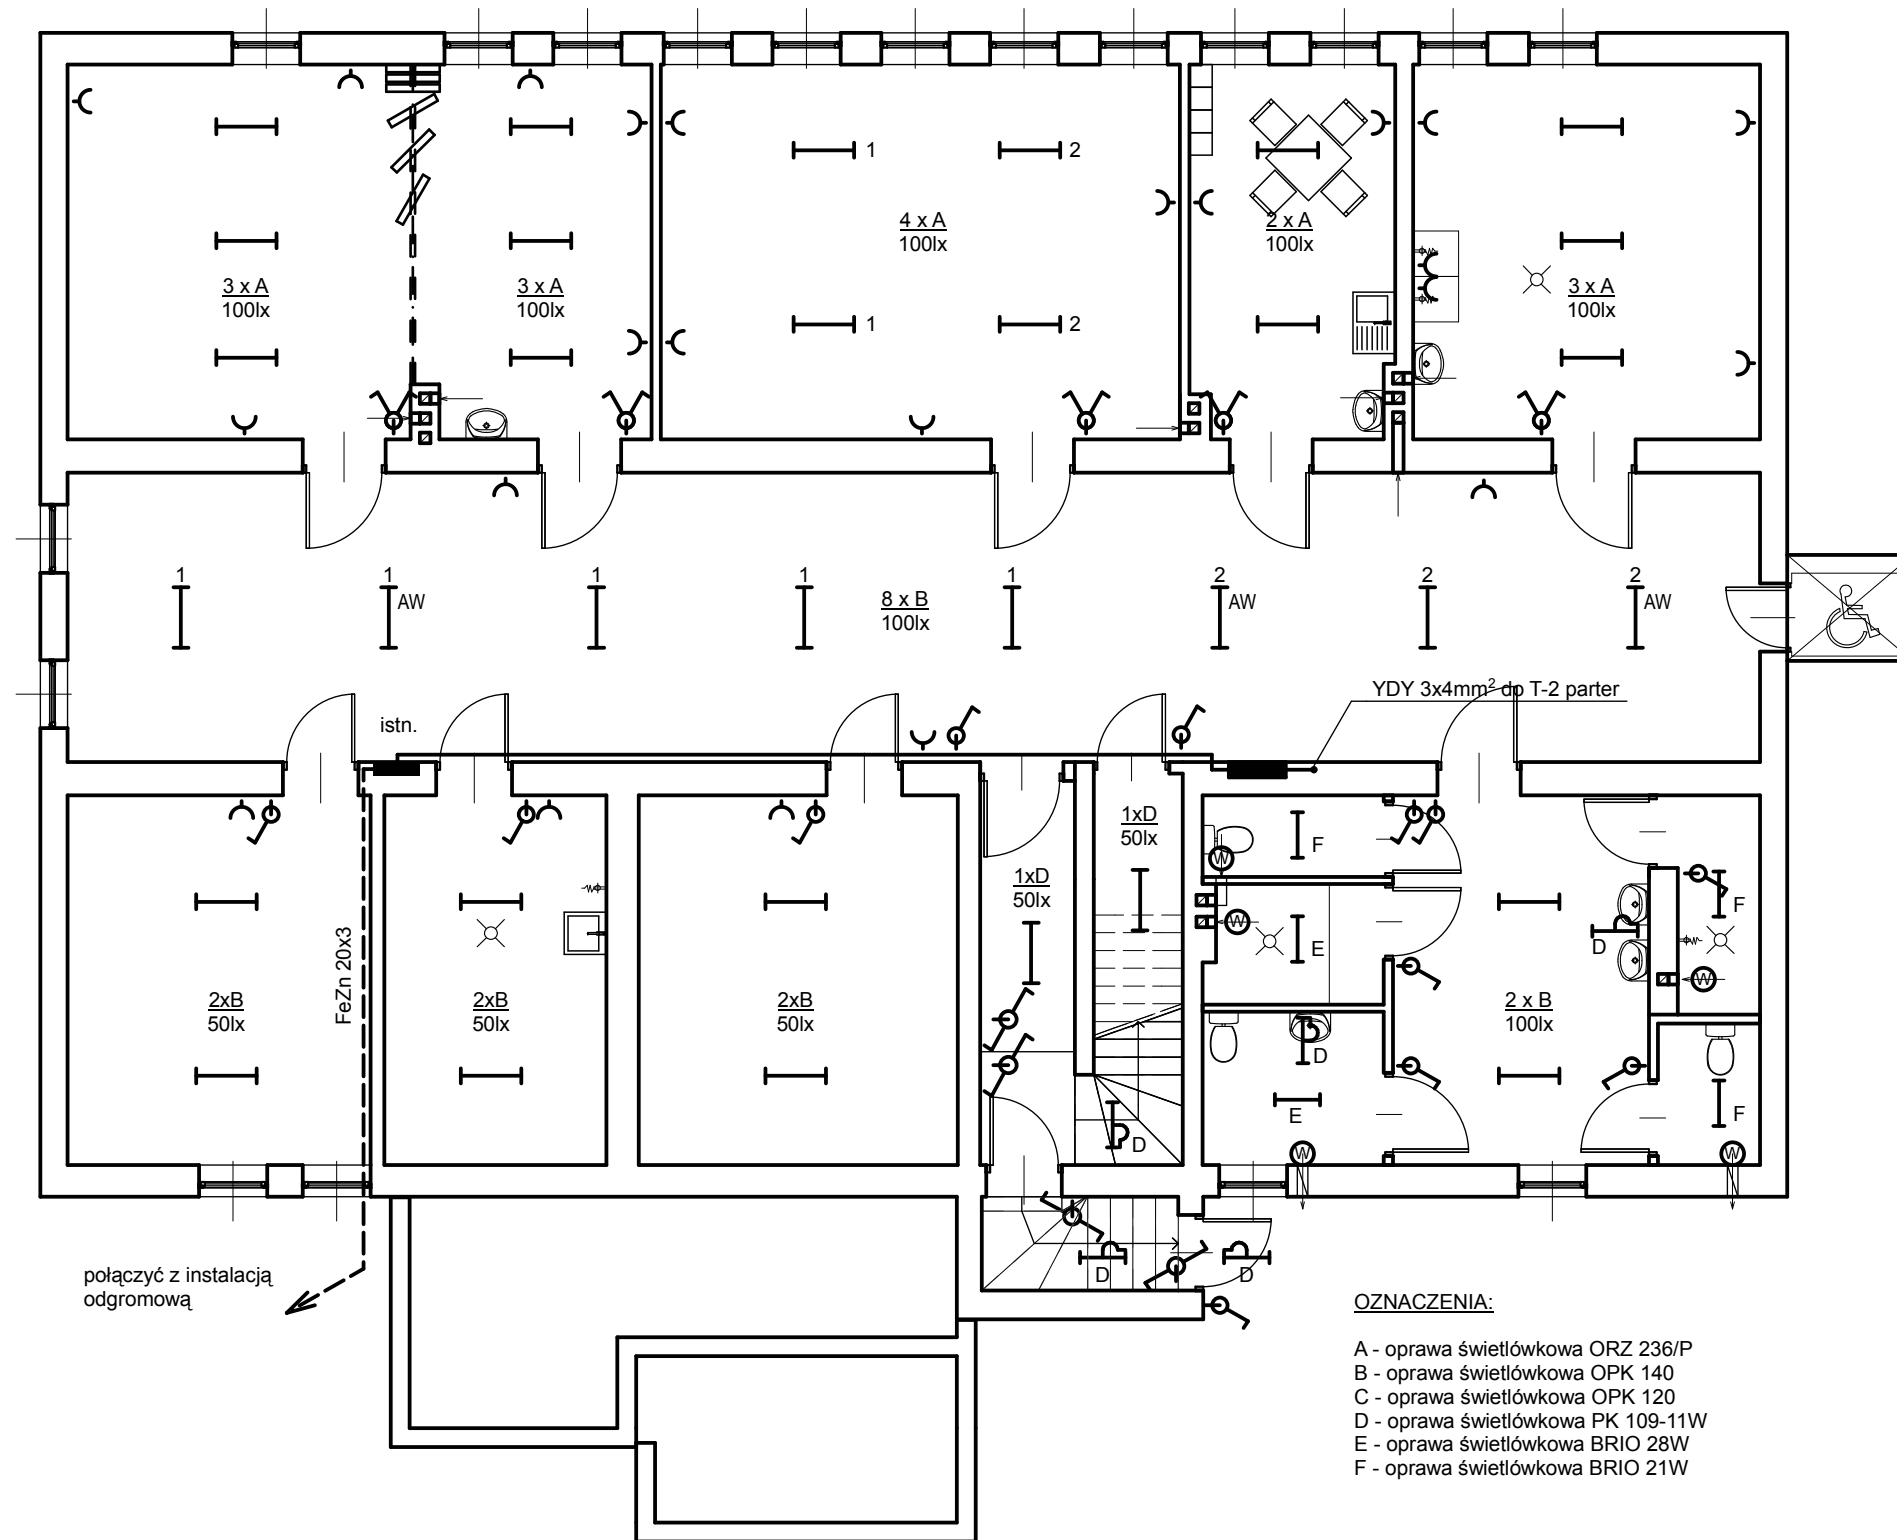 1
2
4 x A
100lx
2 x A
100lx
3 x A
100lx
3 x A
100lx
3 x A
100lx
1
2
1
1
1
1
1
2
2
2
AW
AW
AW
8 x B
100lx
YDY 3x4mm² do T-2 parter
istn.
1xD
50lx
F
1xD
50lx
F
D
E
FeZn 20x3
2xB
50lx
2xB
50lx
2xB
50lx
2 x B
100lx
W
W
W
D
E
F
D
W
W
D
D
połączyć z instalacją
odgromową
OZNACZENIA:
A - oprawa świetlówkowa ORZ 236/P
B - oprawa świetlówkowa OPK 140
C - oprawa świetlówkowa OPK 120
D - oprawa świetlówkowa PK 109-11W
E - oprawa świetlówkowa BRIO 28W
F - oprawa świetlówkowa BRIO 21W